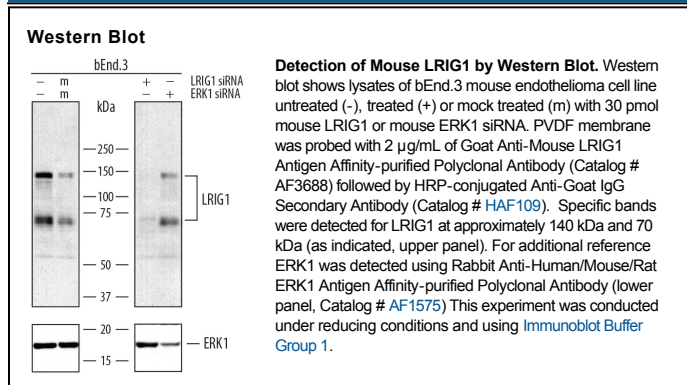 Western Blot
bEnd.3
– m + – LRIG1 siRNA
– m – + ERK1 siRNA
kDa
250
150
100
75
LRIG1
50
37
20
ERK1
15
Detection of Mouse LRIG1 by Western Blot. Western
blot shows lysates of bEnd.3 mouse endothelioma cell line
untreated (-), treated (+) or mock treated (m) with 30 pmol
mouse LRIG1 or mouse ERK1 siRNA. PVDF membrane
was probed with 2 µg/mL of Goat Anti-Mouse LRIG1
Antigen Affinity-purified Polyclonal Antibody (Catalog #
AF3688) followed by HRP-conjugated Anti-Goat IgG
Secondary Antibody (Catalog # HAF109). Specific bands
were detected for LRIG1 at approximately 140 kDa and 70
kDa (as indicated, upper panel). For additional reference
ERK1 was detected using Rabbit Anti-Human/Mouse/Rat
ERK1 Antigen Affinity-purified Polyclonal Antibody (lower
panel, Catalog # AF1575) This experiment was conducted
under reducing conditions and using Immunoblot Buffer
Group 1.